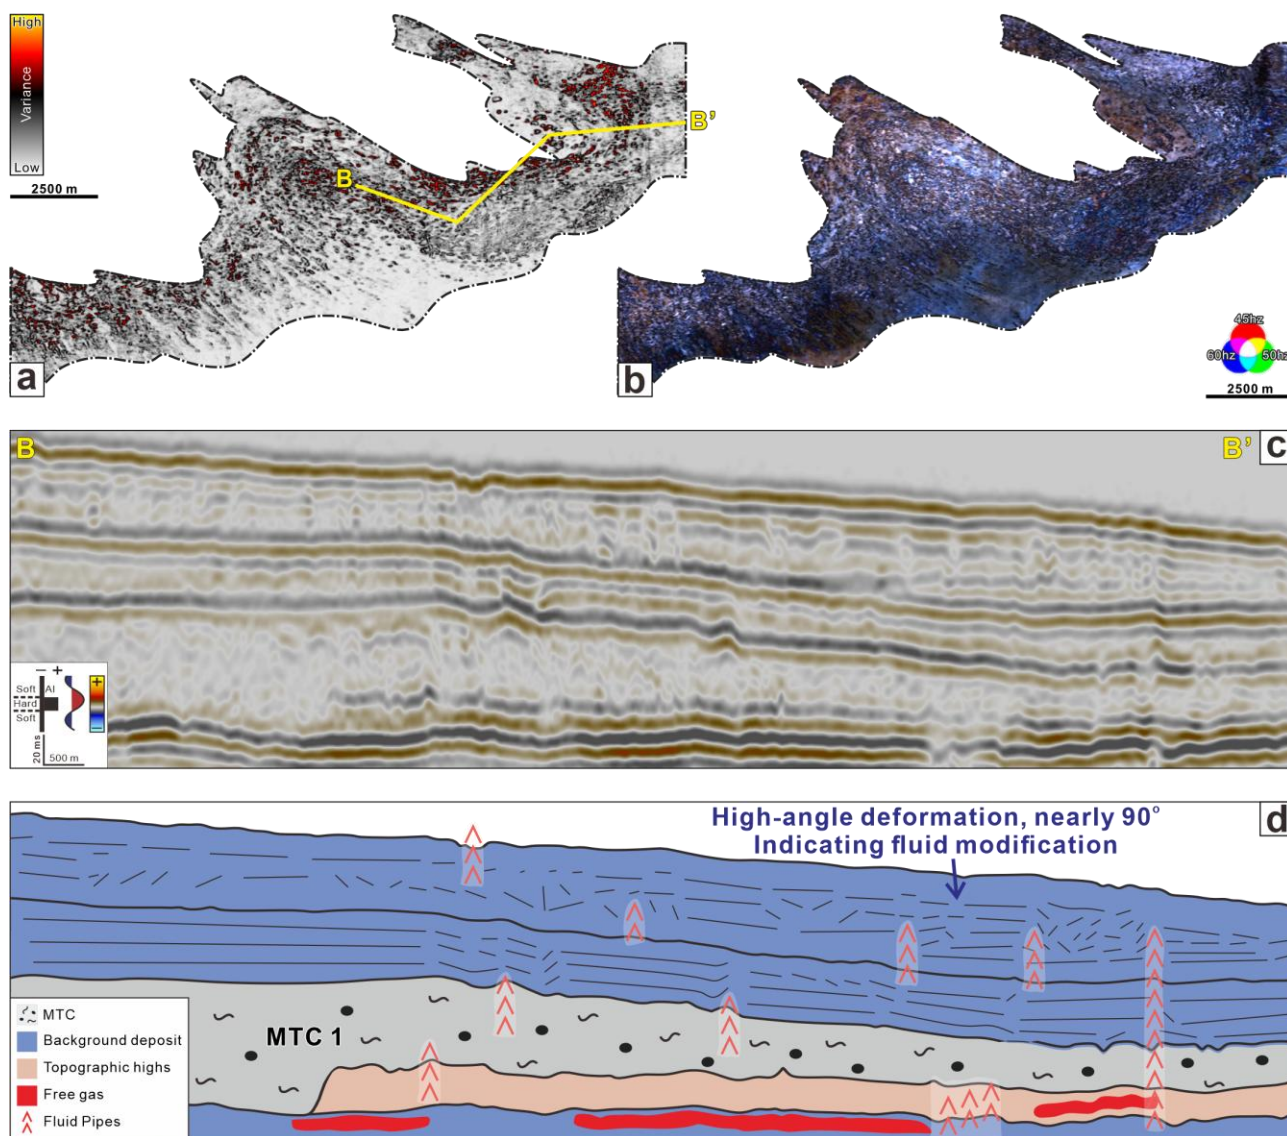 High
Variance
Low
2500 m
B
B'
a
45hz
60hz
50hz
2500 m
b
B
B'
c
− +
Soft
AI
Hard
Soft
+
−
20 ms
500 m
High-angle deformation, nearly 90°
Indicating fluid modification
d
MTC 1
MTC
Background deposit
Topographic highs
Free gas
Fluid Pipes